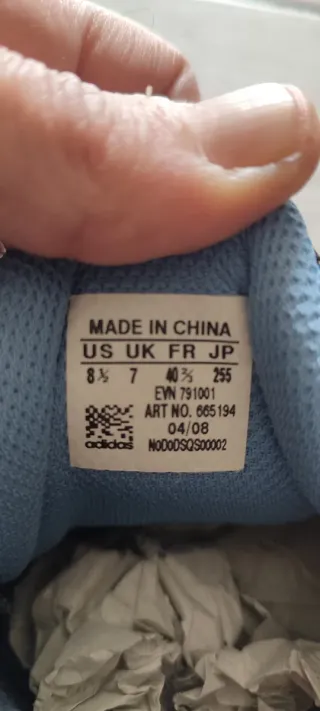 MADE IN CHINA
US UK FR JP
8½ 7 40⅔ 255
EVN 791001
ART NO. 665194
04/08
adidas N0D0DSQS00002